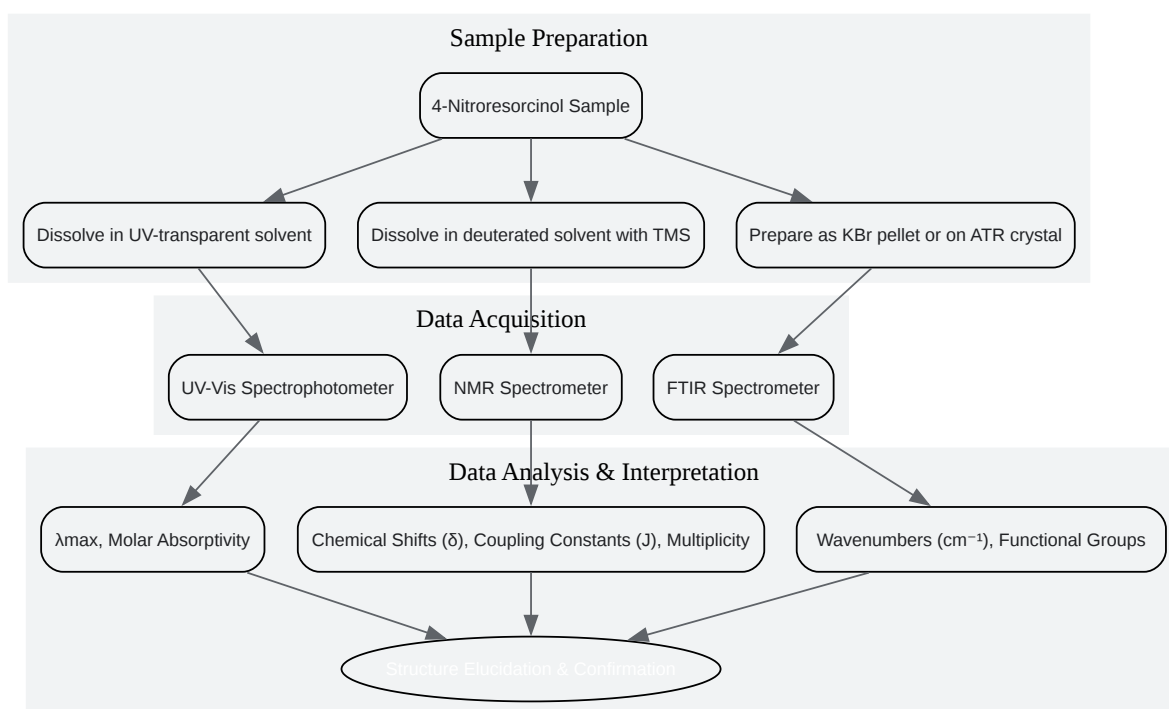 Sample Preparation
4-Nitroresorcinol Sample
Dissolve in UV-transparent solvent
Dissolve in deuterated solvent with TMS
Prepare as KBr pellet or on ATR crystal
Data Acquisition
UV-Vis Spectrophotometer
NMR Spectrometer
FTIR Spectrometer
Data Analysis & Interpretation
λmax, Molar Absorptivity
Chemical Shifts (δ), Coupling Constants (J), Multiplicity
Wavenumbers (cm⁻¹), Functional Groups
Structure Elucidation & Confirmation